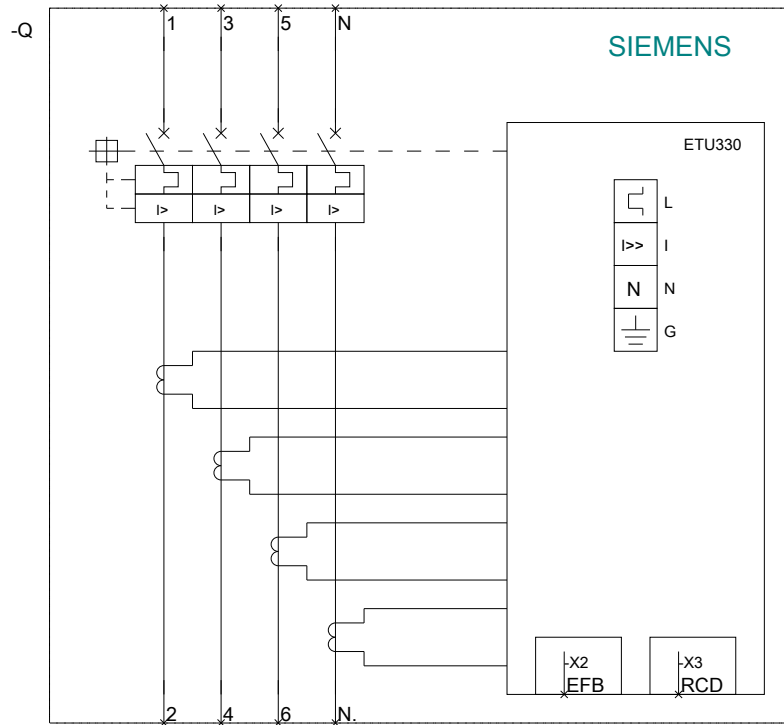 -Q
1 3 5 N
SIEMENS
ETU330
L
I> I> I> I>
I>> I
N N
G
-X2 -X3
EFB RCD
2 4 6 N.